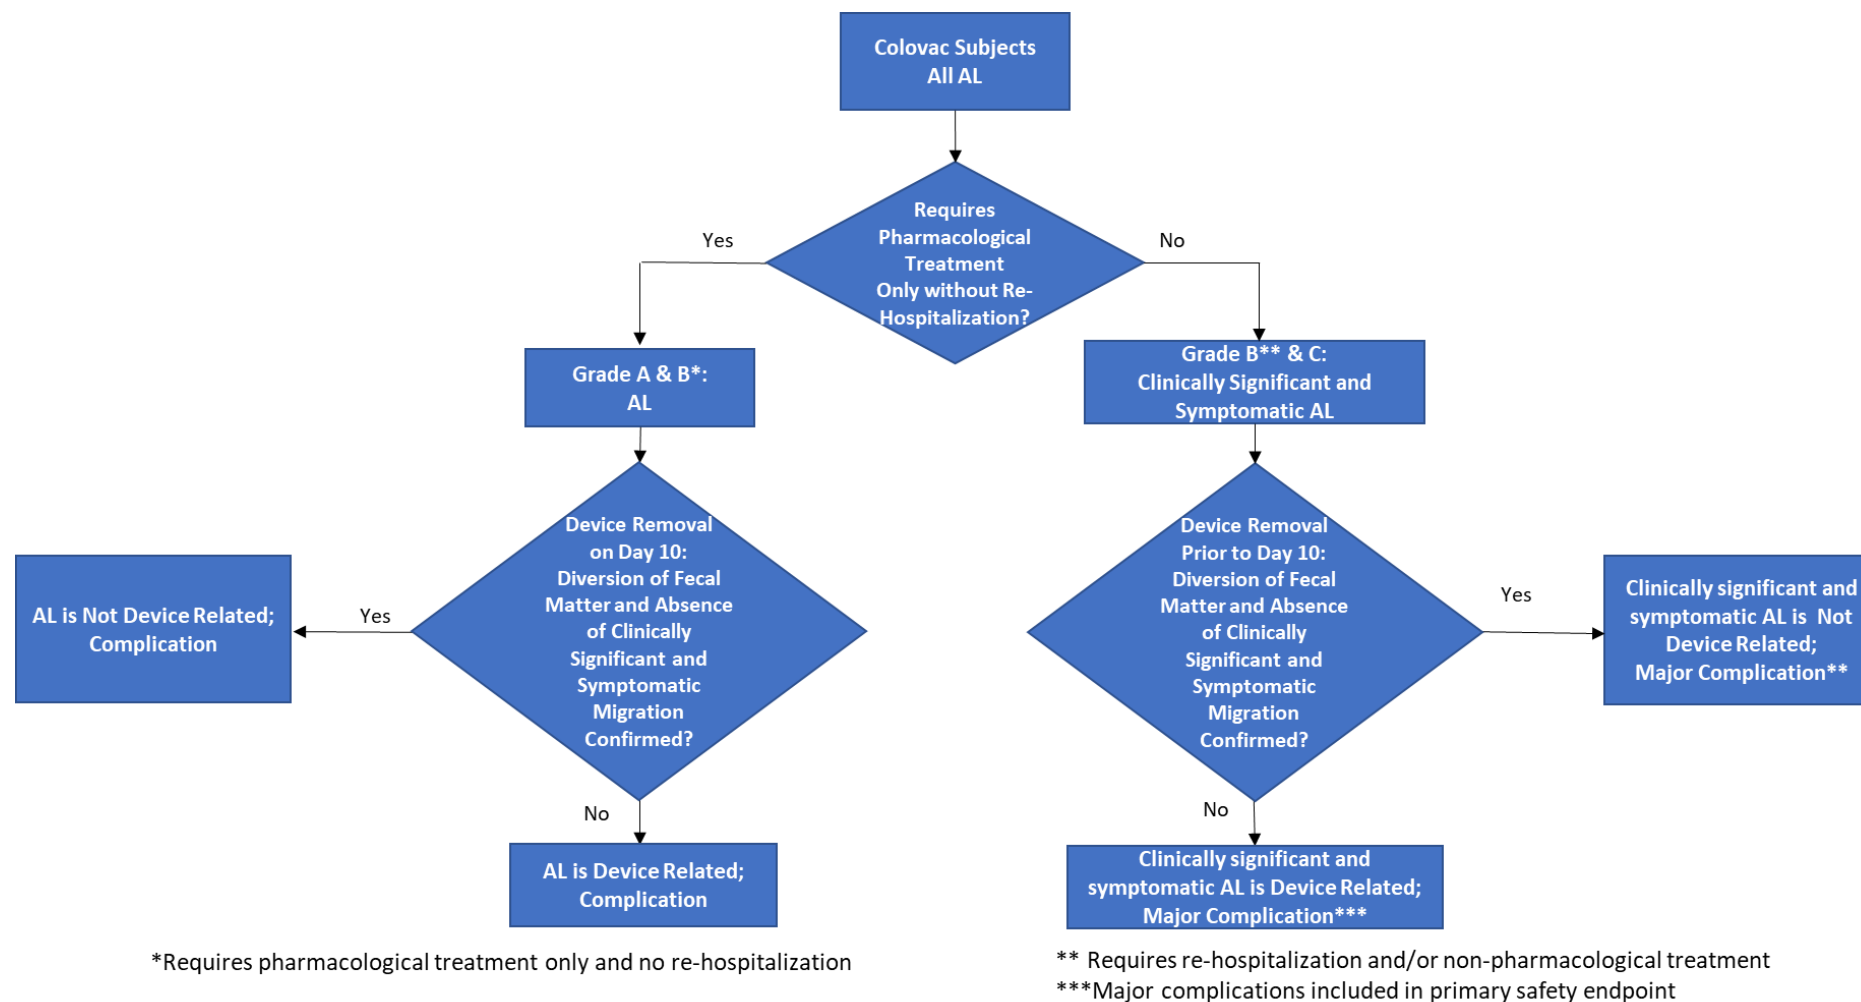 Colovac Subjects
All AL
Requires
Pharmacological
Treatment
Only without Re-
Hospitalization?
Yes
No
Grade A & B*:
AL
Grade B** & C:
Clinically Significant and
Symptomatic AL
Device Removal
on Day 10:
Diversion of Fecal
Matter and Absence
of Clinically
Significant and
Symptomatic
Migration
Confirmed?
Yes
AL is Not Device Related;
Complication
No
AL is Device Related;
Complication
Device Removal
Prior to Day 10:
Diversion of Fecal
Matter and Absence
of Clinically
Significant and
Symptomatic
Migration
Confirmed?
Yes
Clinically significant and
symptomatic AL is Not
Device Related;
Major Complication**
No
Clinically significant and
symptomatic AL is Device Related;
Major Complication***
*Requires pharmacological treatment only and no re-hospitalization
** Requires re-hospitalization and/or non-pharmacological treatment
***Major complications included in primary safety endpoint